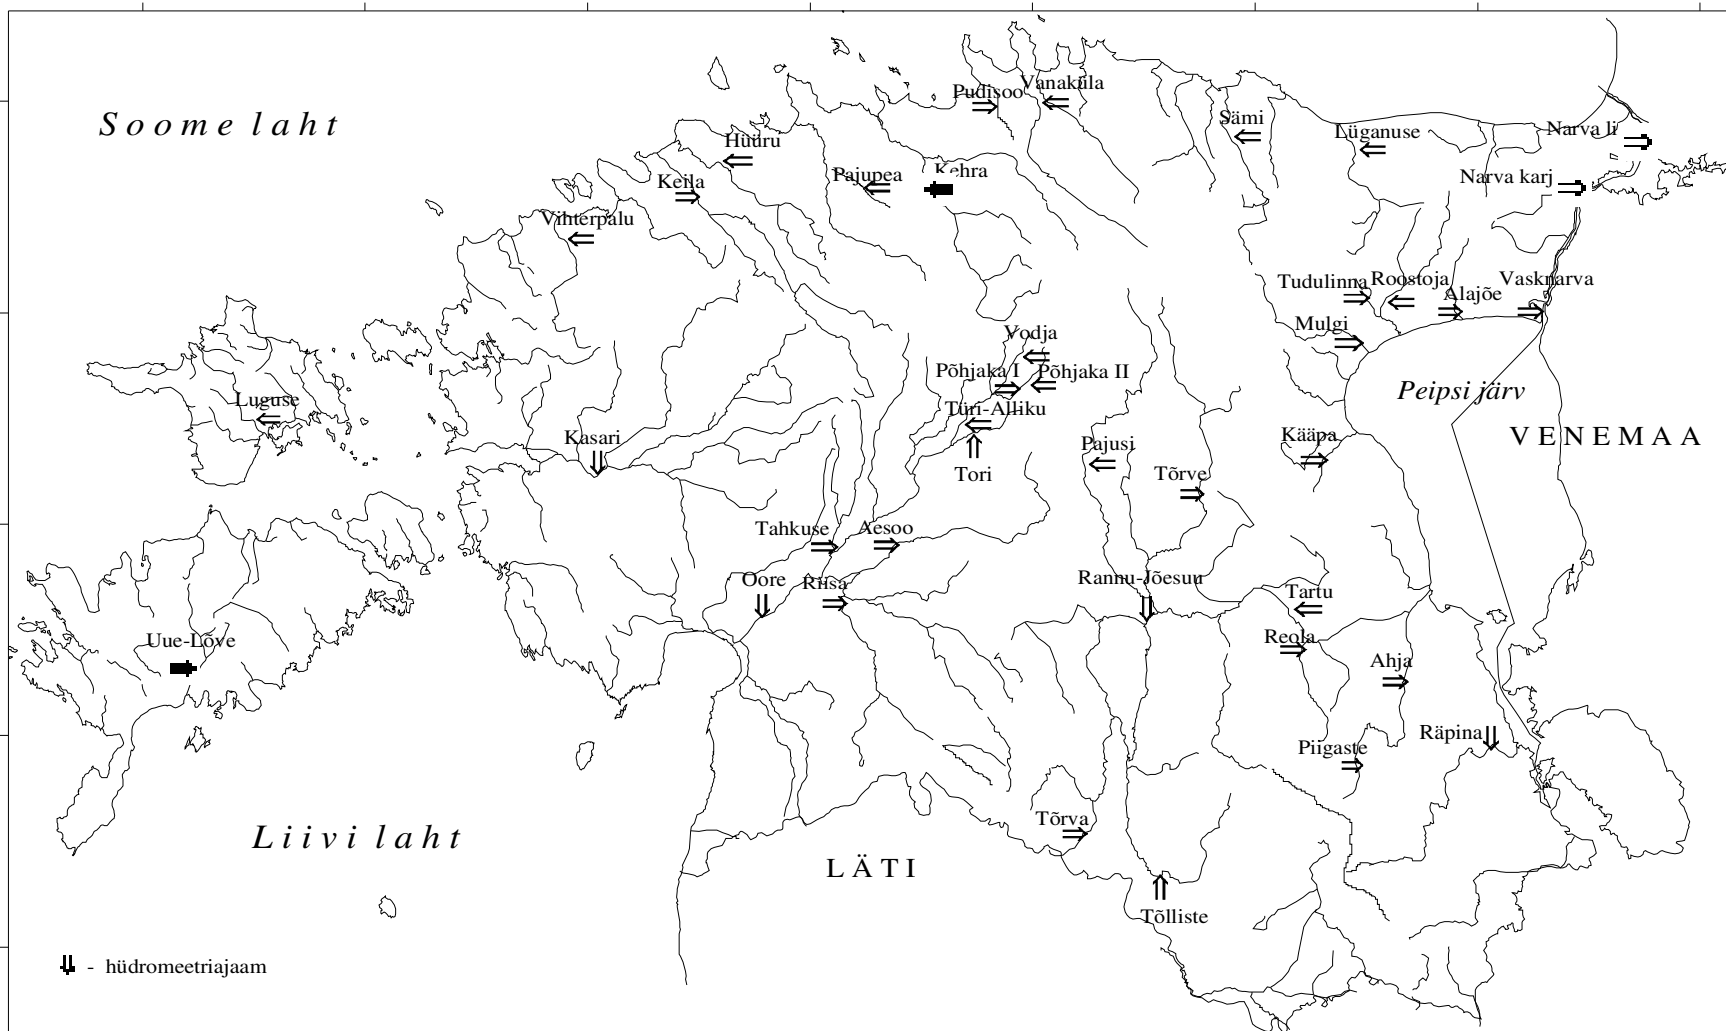 Pudisoo
Vanaküla
Soome laht
Sämi
Lüganuse
Narva li
Hüüru
Keila
Pajupea
Kehra
Narva karj
Vihterpalu
Tudulinna
Roostoja
Alajõe
Vasknarva
Mulgi
Vodja
Põhjaka I
Põhjaka II
Peipsi järv
Luguse
Türi-Alliku
Kasari
Pajusi
Kääpa
VENEMAA
Tori
Tõrve
Tahkuse
Aesoo
Oore
Riisa
Rannu-Jõesuu
Tartu
Uue-Lõve
Reola
Ahja
Piigaste
Räpina
Liivi laht
Tõrva
LÄTI
Tõlliste
- hüdromeetriajaam